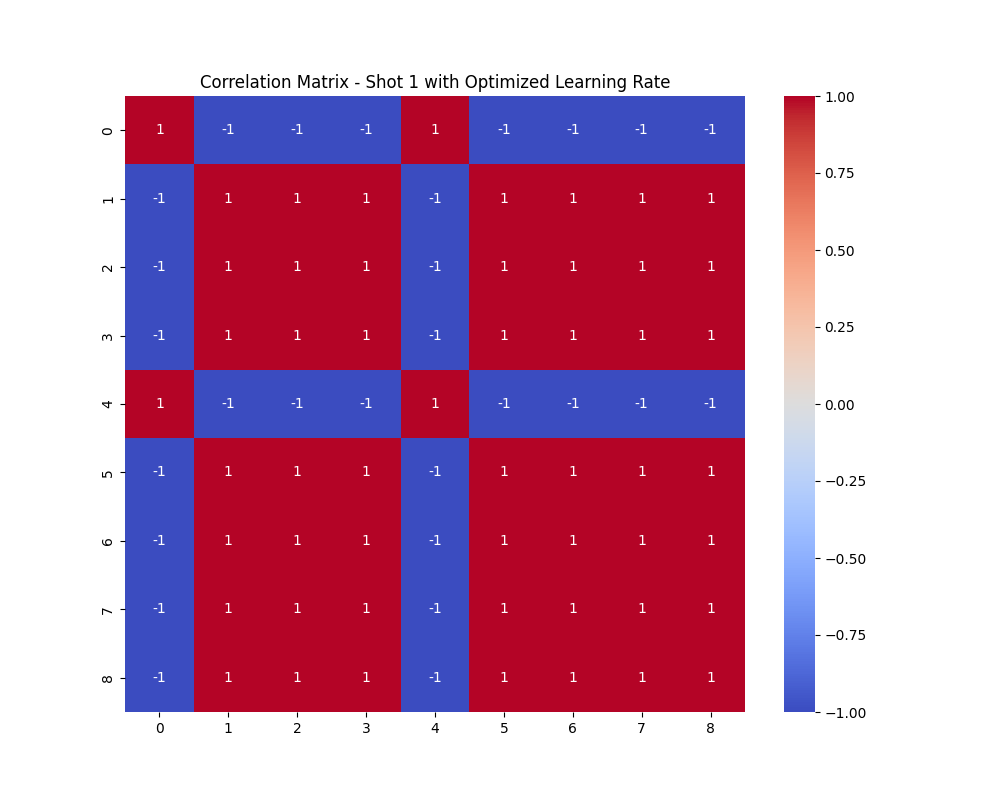 Correlation Matrix - Shot 1 with Optimized Learning Rate
0 1 -1 -1 -1 1 -1 -1 -1 -1
1 -1 1 1 1 -1 1 1 1 1
2 -1 1 1 1 -1 1 1 1 1
3 -1 1 1 1 -1 1 1 1 1
4 1 -1 -1 -1 1 -1 -1 -1 -1
5 -1 1 1 1 -1 1 1 1 1
6 -1 1 1 1 -1 1 1 1 1
7 -1 1 1 1 -1 1 1 1 1
8 -1 1 1 1 -1 1 1 1 1
0 1 2 3 4 5 6 7 8
1.00
0.75
0.50
0.25
0.00
−0.25
−0.50
−0.75
−1.00